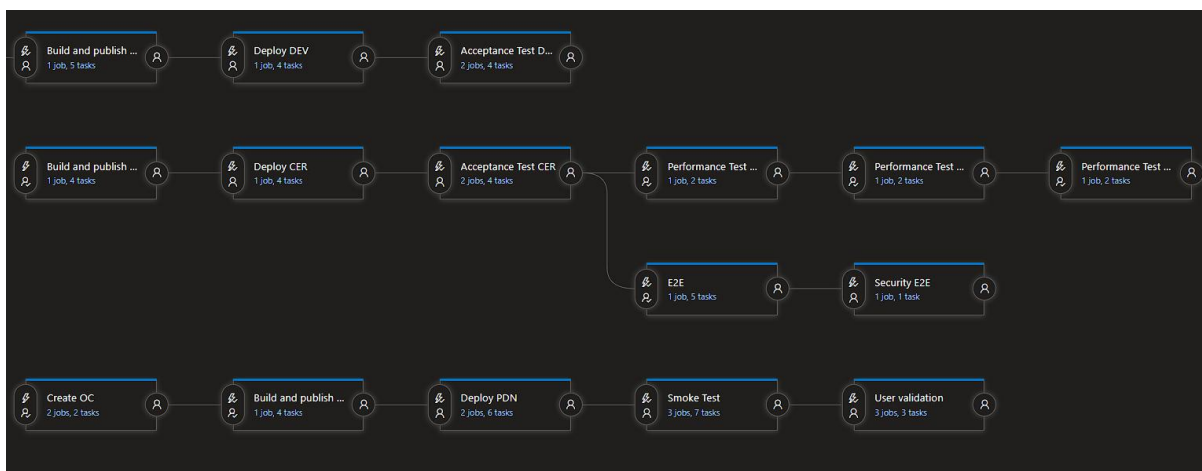 Build and publish ...
1 job, 5 tasks
Deploy DEV
1 job, 4 tasks
Acceptance Test D...
2 jobs, 4 tasks
Build and publish ...
1 job, 4 tasks
Deploy CER
1 job, 4 tasks
Acceptance Test CER
2 jobs, 4 tasks
Performance Test ...
1 job, 2 tasks
Performance Test ...
1 job, 2 tasks
Performance Test ...
1 job, 2 tasks
E2E
1 job, 5 tasks
Security E2E
1 job, 1 task
Create OC
2 jobs, 2 tasks
Build and publish ...
1 job, 4 tasks
Deploy PDN
2 jobs, 6 tasks
Smoke Test
3 jobs, 7 tasks
User validation
3 jobs, 3 tasks